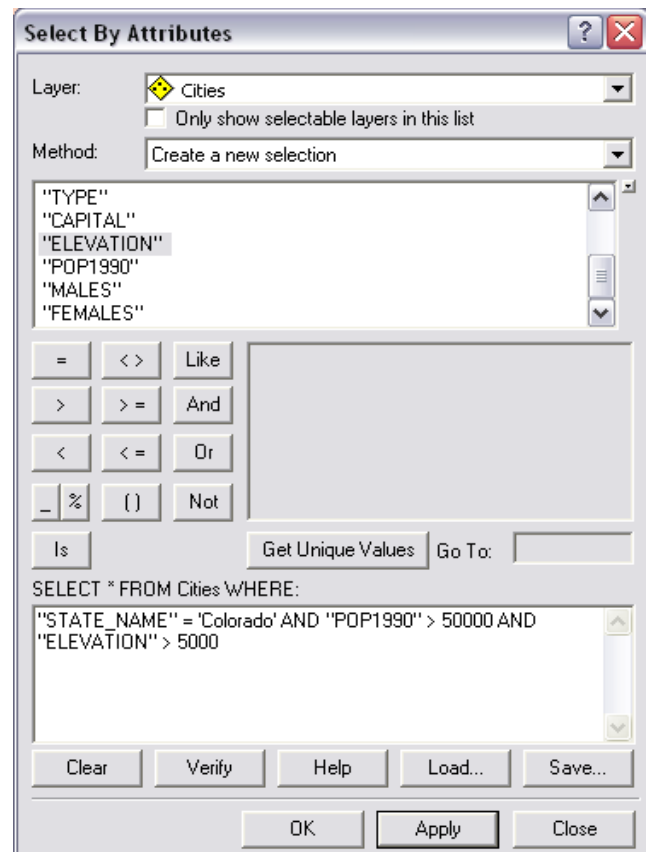 Select By Attributes
Layer: Cities
Only show selectable layers in this list
Method: Create a new selection
"TYPE"
"CAPITAL"
"ELEVATION"
"POP1990"
"MALES"
"FEMALES"
= < > Like
> > = And
< < = Or
_ % ( ) Not
Is Get Unique Values Go To:
SELECT * FROM Cities WHERE:
"STATE_NAME" = 'Colorado' AND "POP1990" > 50000 AND
"ELEVATION" > 5000
Clear Verify Help Load... Save...
OK Apply Close